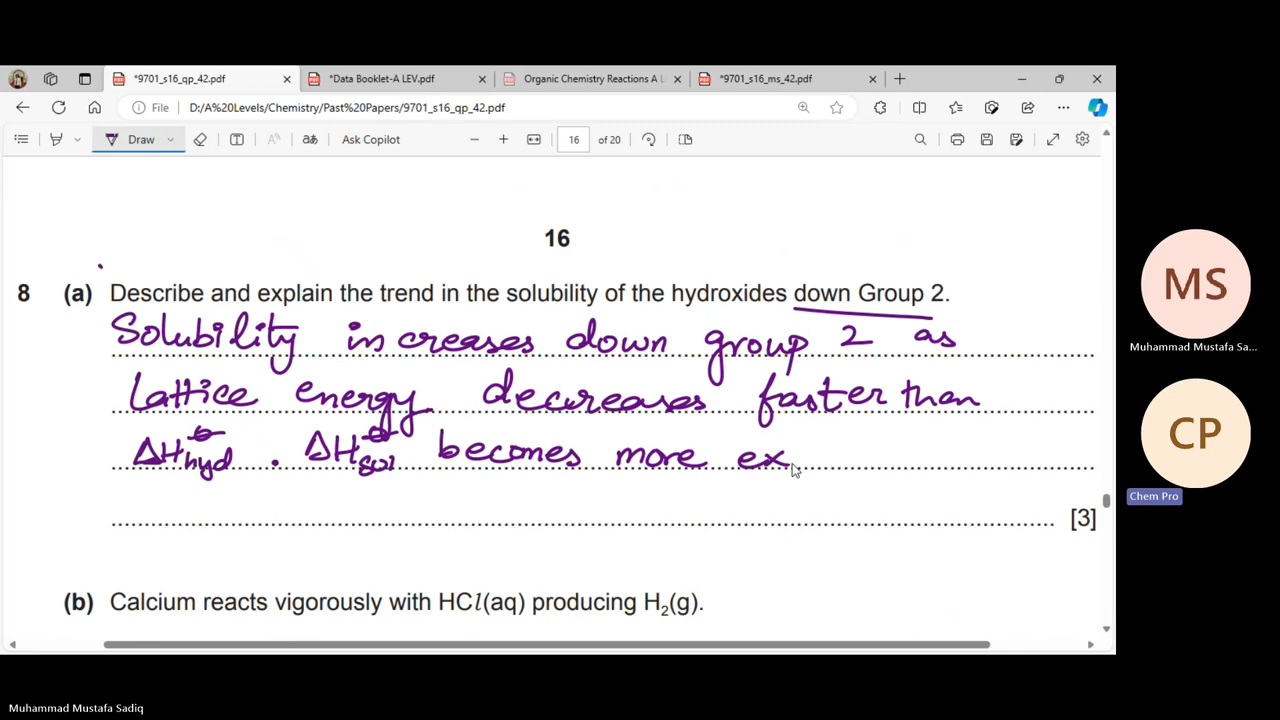 *9701_s16_qp_42.pdf
*Data Booklet-A LEV.pdf
Organic Chemistry Reactions A L
*9701_s16_ms_42.pdf
File
D:/A%20Levels/Chemistry/Past%20Papers/9701_s16_qp_42.pdf
Draw
Ask Copilot
16
of 20
16
8 (a) Describe and explain the trend in the solubility of the hydroxides down Group 2.
Solubility increases down group 2 as
lattice energy decreases faster than
ΔH⦵hyd . ΔH⦵sol becomes more ex
[3]
(b) Calcium reacts vigorously with HCl(aq) producing H₂(g).
MS
Muhammad Mustafa Sa...
CP
Chem Pro
Muhammad Mustafa Sadiq